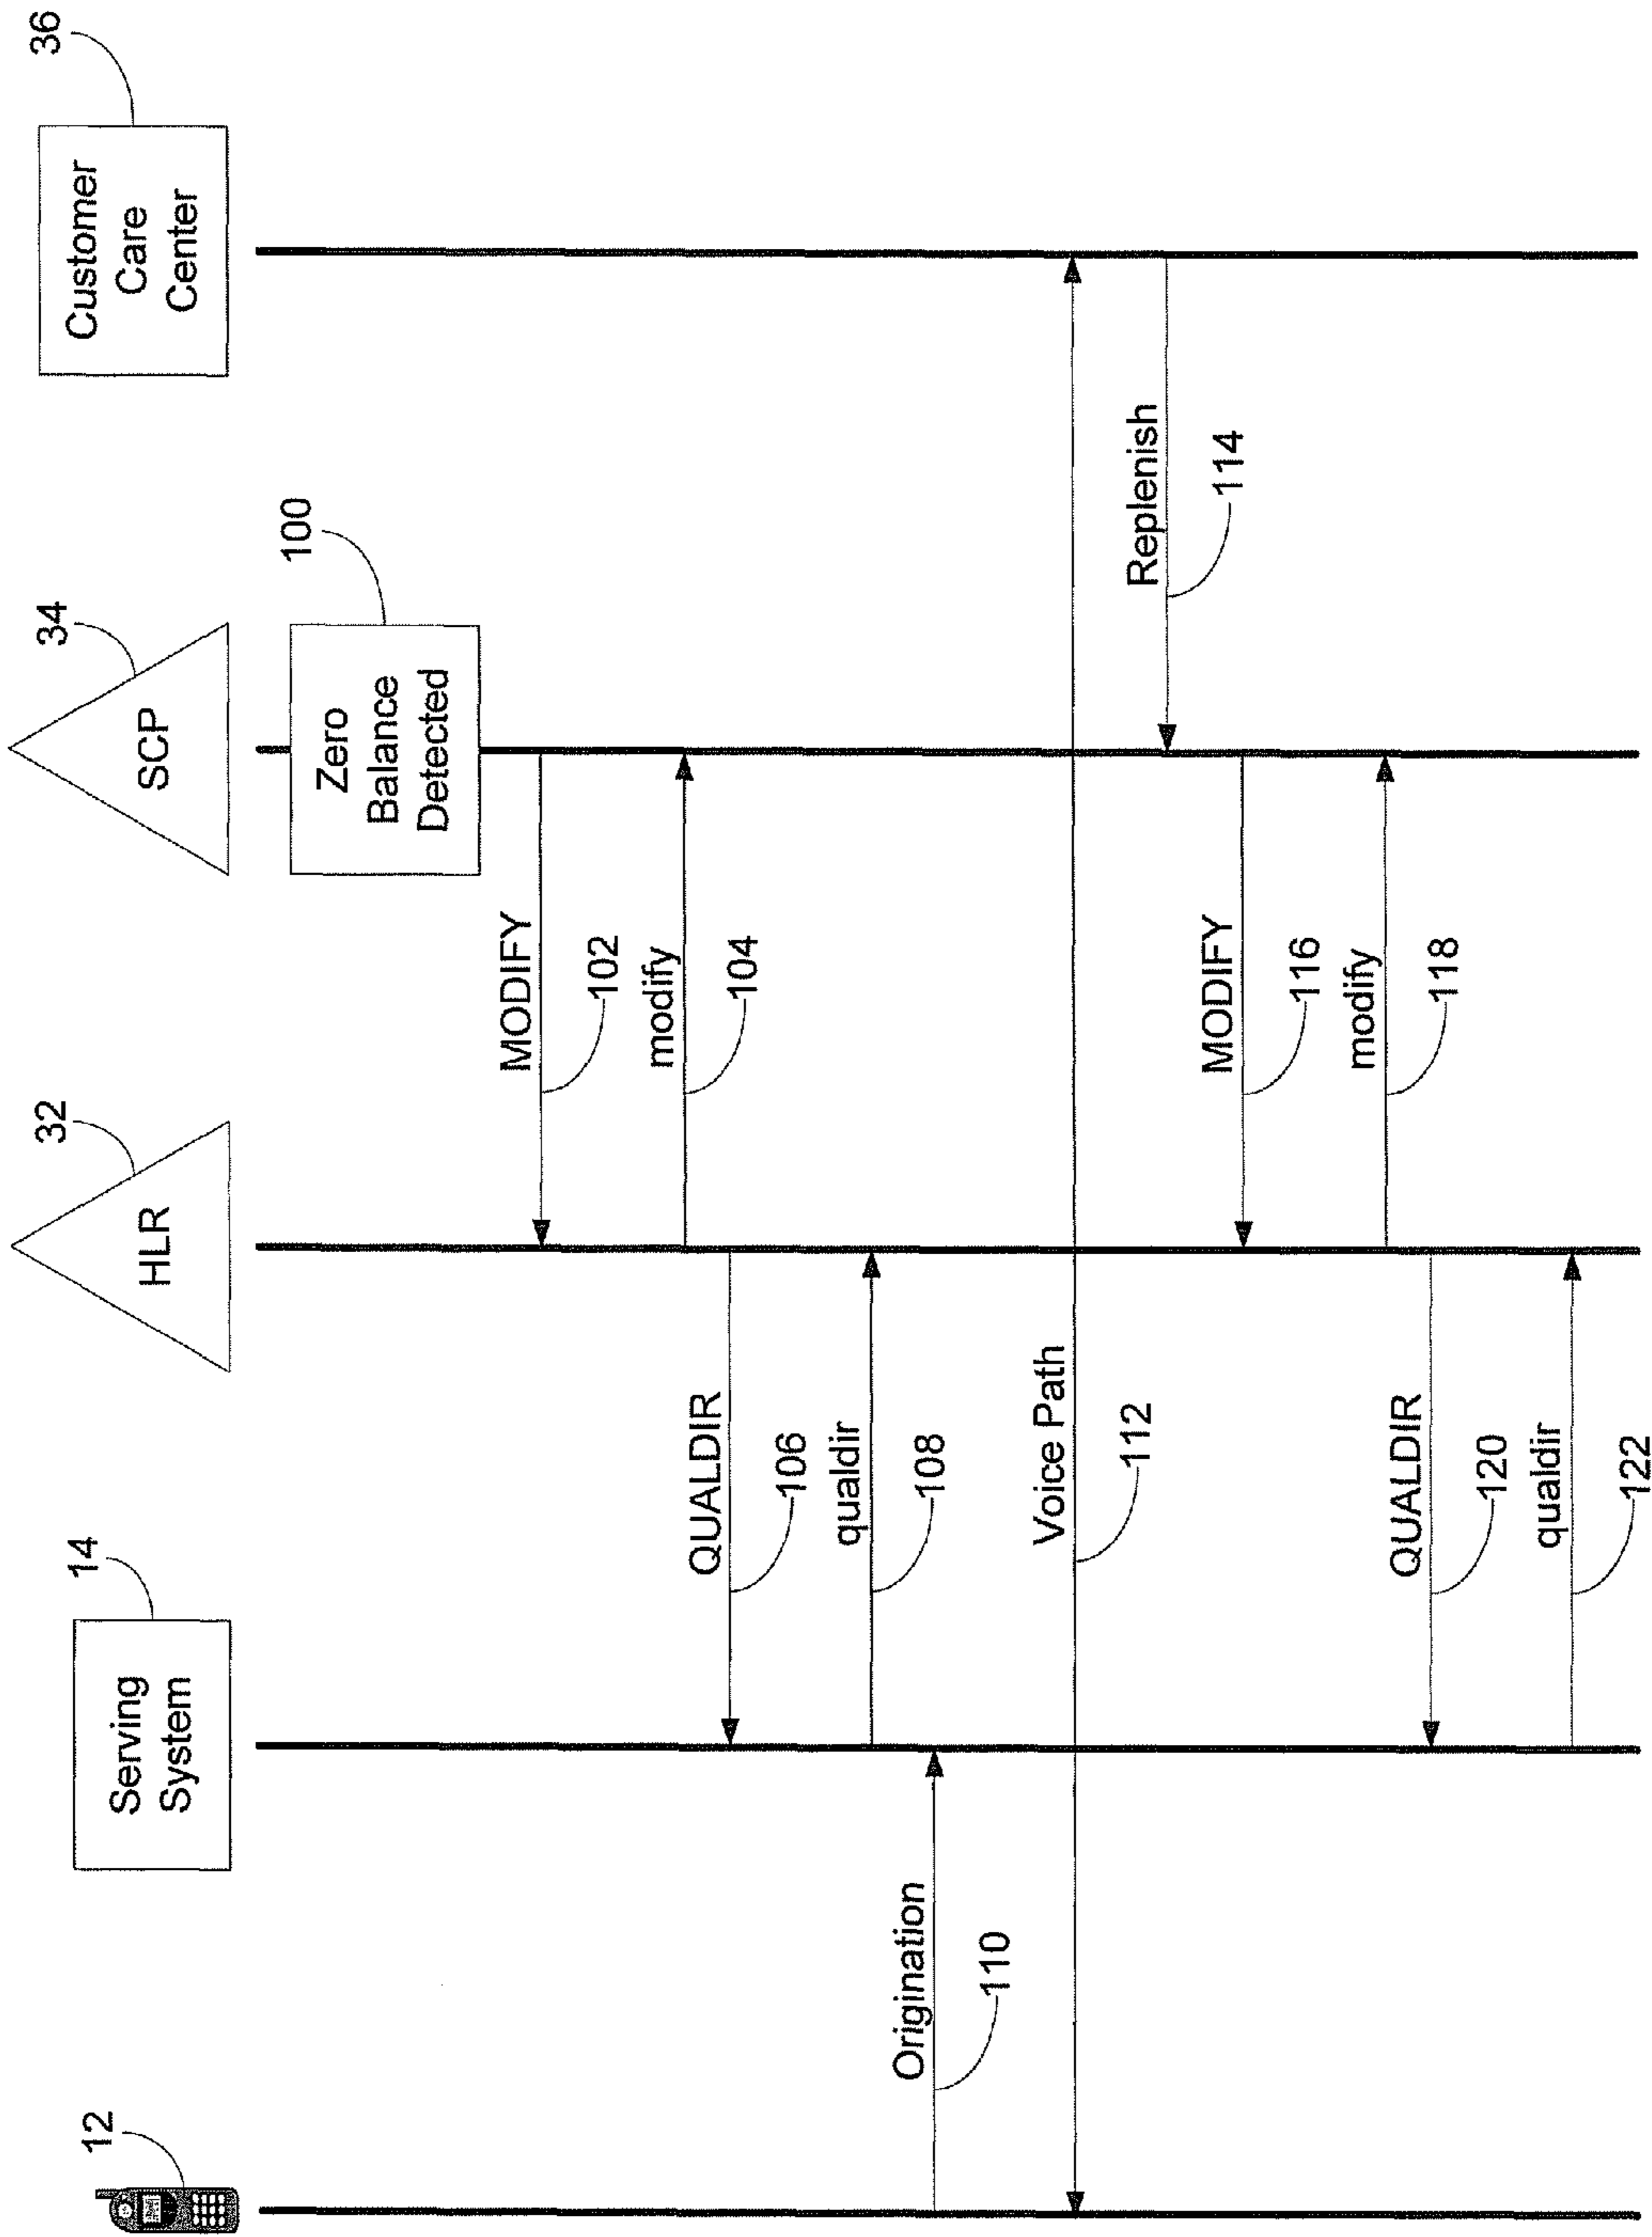 12
Serving
System
14
HLR
32
SCP
34
Customer
Care
Center
36
Zero
Balance
Detected
100
MODIFY
102
modify
104
QUALDIR
106
qualdir
108
Origination
110
Voice Path
112
Replenish
114
MODIFY
116
modify
118
QUALDIR
120
qualdir
122